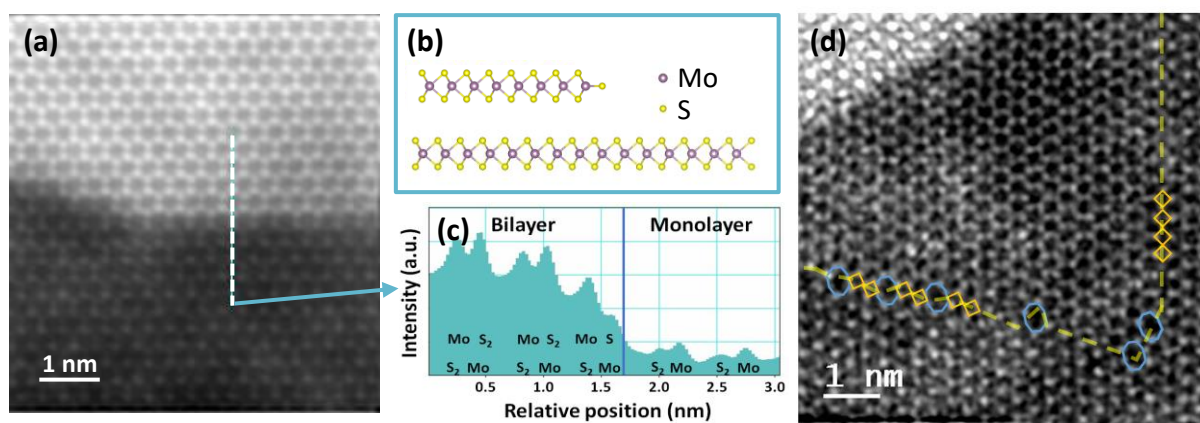 (a)
1 nm
(b)
Mo
S
(c)
Bilayer
Monolayer
Intensity (a.u.)
Mo S₂ Mo S₂ Mo S
S₂ Mo S₂ Mo S₂ Mo S₂ Mo S₂ Mo
0.5 1.0 1.5 2.0 2.5 3.0
Relative position (nm)
(d)
1 nm